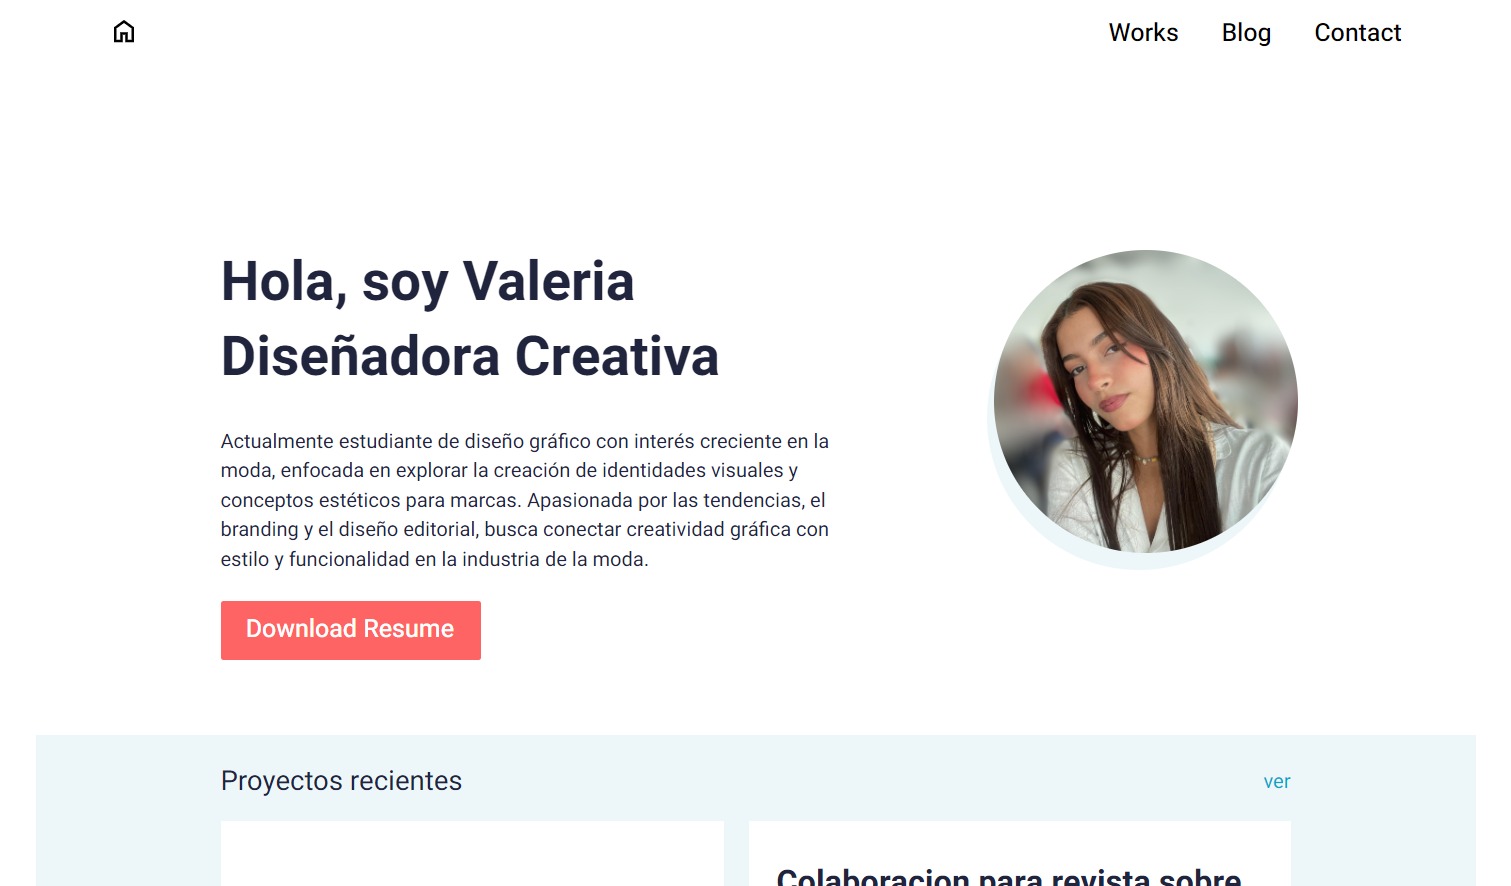 Works Blog Contact
Hola, soy Valeria
Diseñadora Creativa
Actualmente estudiante de diseño gráfico con interés creciente en la
moda, enfocada en explorar la creación de identidades visuales y
conceptos estéticos para marcas. Apasionada por las tendencias, el
branding y el diseño editorial, busca conectar creatividad gráfica con
estilo y funcionalidad en la industria de la moda.
Download Resume
Proyectos recientes
ver
Colaboracion para revista sobre